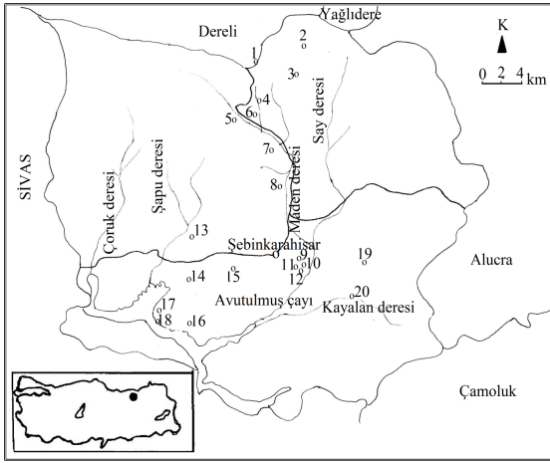 Yağlıdere
Dereli
K
0 2 4
km
1
2
3
4
5
6
7
8
Say deresi
Maden deresi
SİVAS
Çoruk deresi
Şapu deresi
13
Şebinkarahisar
9
10
11
12
19
Alucra
14
15
Avutulmuş çayı
20
Kayalan deresi
17
18
16
Çamoluk